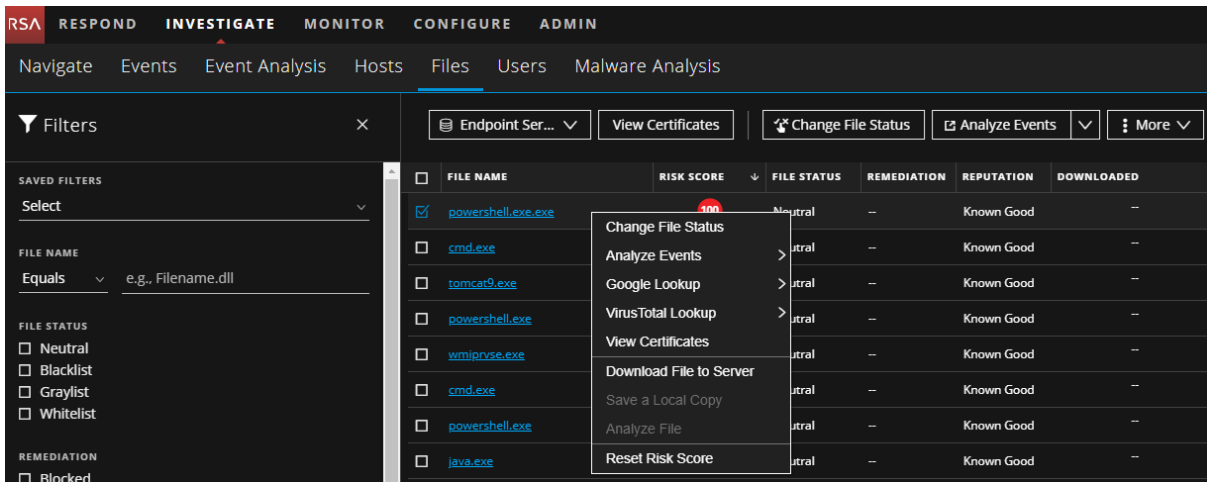 RSA RESPOND INVESTIGATE MONITOR CONFIGURE ADMIN
Navigate Events Event Analysis Hosts Files Users Malware Analysis
Filters
Endpoint Ser... View Certificates Change File Status Analyze Events More
SAVED FILTERS
Select
FILE NAME
Equals e.g., Filename.dll
FILE STATUS
Neutral
Blacklist
Graylist
Whitelist
REMEDIATION
Blocked
FILE NAME RISK SCORE FILE STATUS REMEDIATION REPUTATION DOWNLOADED
powershell.exe.exe 100 Neutral -- Known Good --
cmd.exe utral -- Known Good --
tomcat9.exe utral -- Known Good --
powershell.exe utral -- Known Good --
wmiprvse.exe utral -- Known Good --
cmd.exe utral -- Known Good --
powershell.exe utral -- Known Good --
java.exe utral -- Known Good --
Change File Status
Analyze Events
Google Lookup
VirusTotal Lookup
View Certificates
Download File to Server
Save a Local Copy
Analyze File
Reset Risk Score